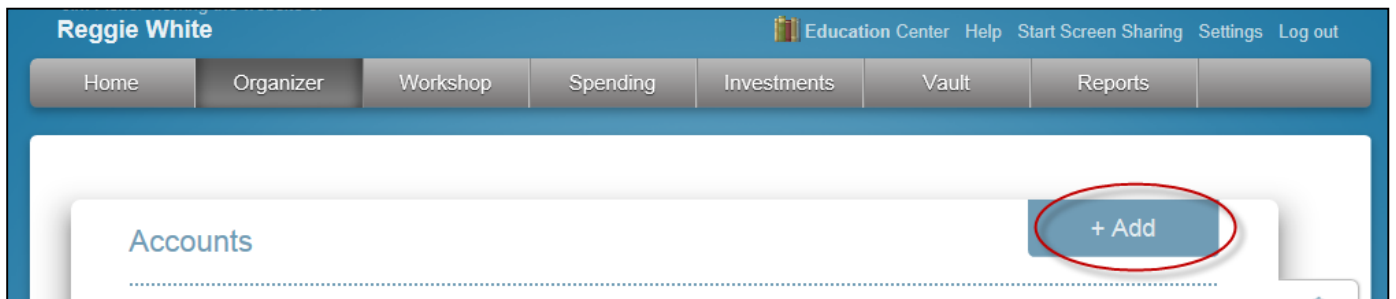 Reggie White
Education Center Help Start Screen Sharing Settings Log out
Home Organizer Workshop Spending Investments Vault Reports
Accounts
+ Add